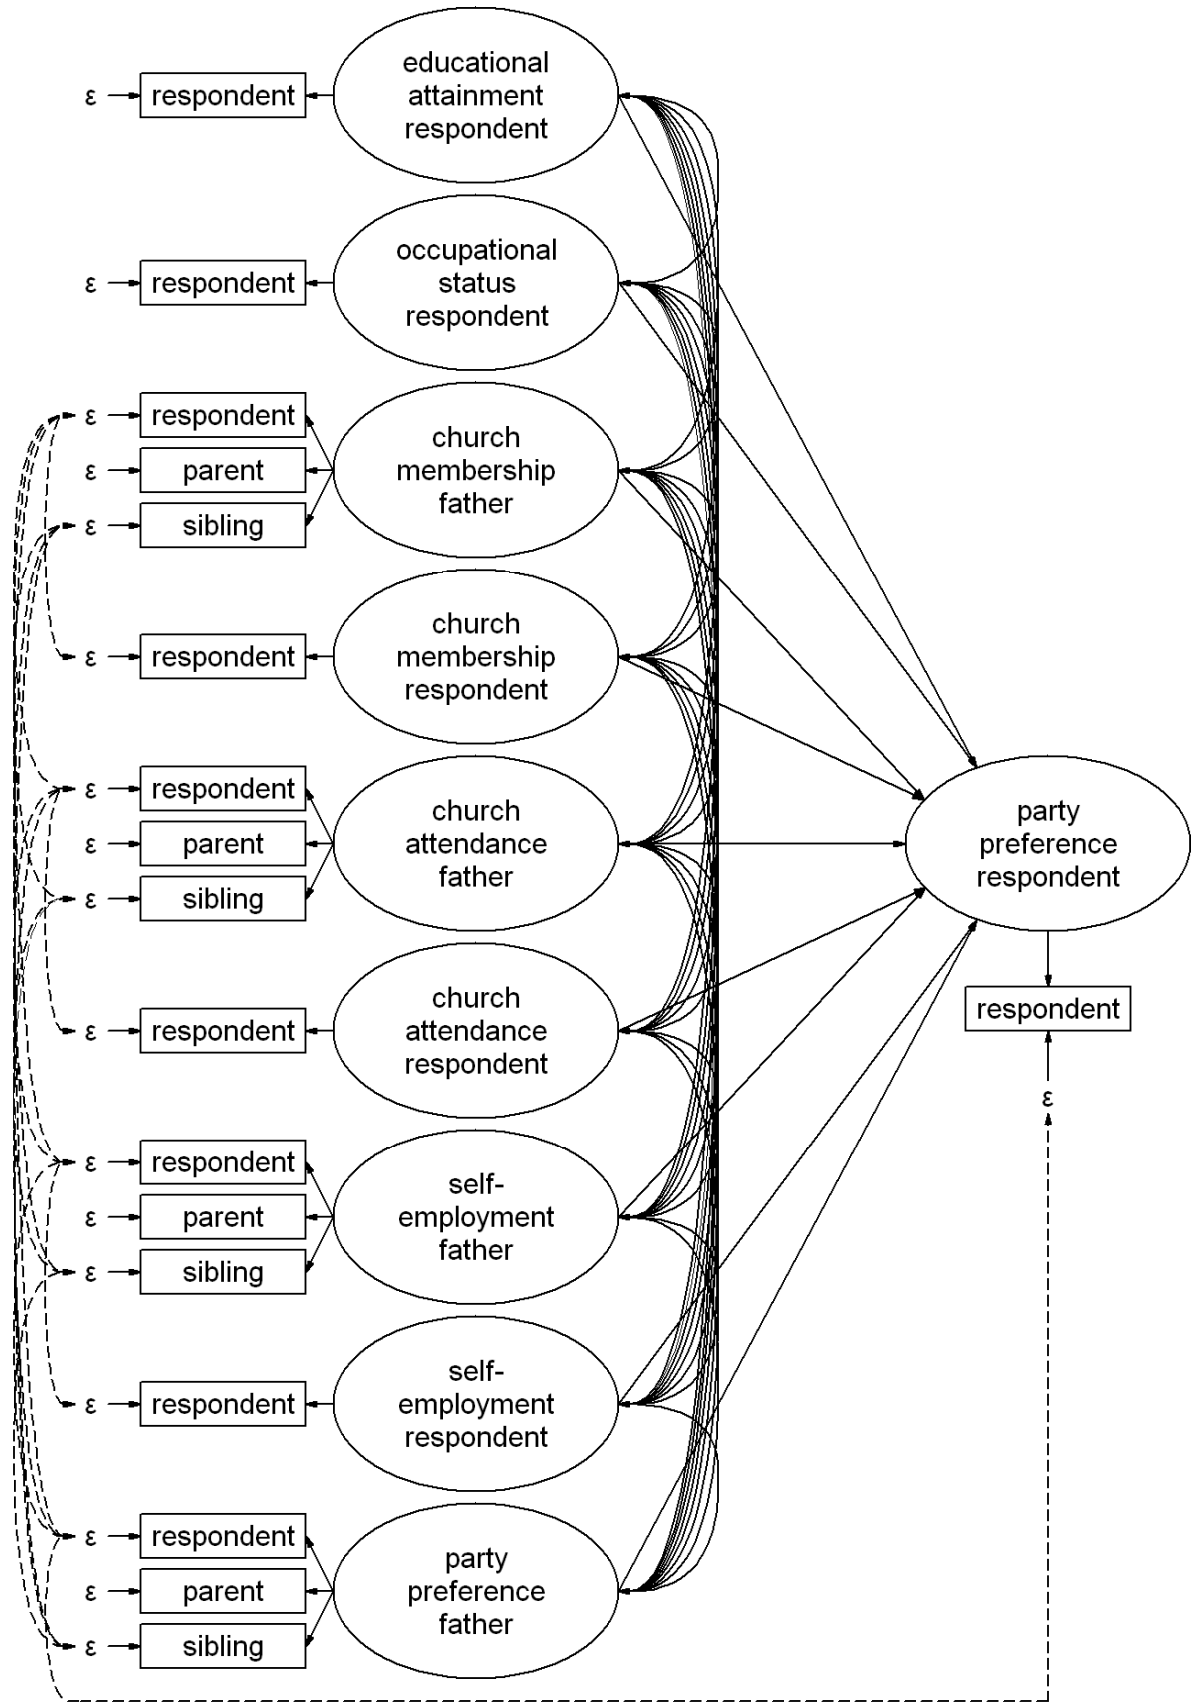 educational
attainment
respondent
ε
respondent
occupational
status
respondent
ε
respondent
church
membership
father
ε
respondent
ε
parent
ε
sibling
church
membership
respondent
ε
respondent
church
attendance
father
ε
respondent
ε
parent
ε
sibling
church
attendance
respondent
ε
respondent
self-
employment
father
ε
respondent
ε
parent
ε
sibling
self-
employment
respondent
ε
respondent
party
preference
father
ε
respondent
ε
parent
ε
sibling
party
preference
respondent
respondent
ε